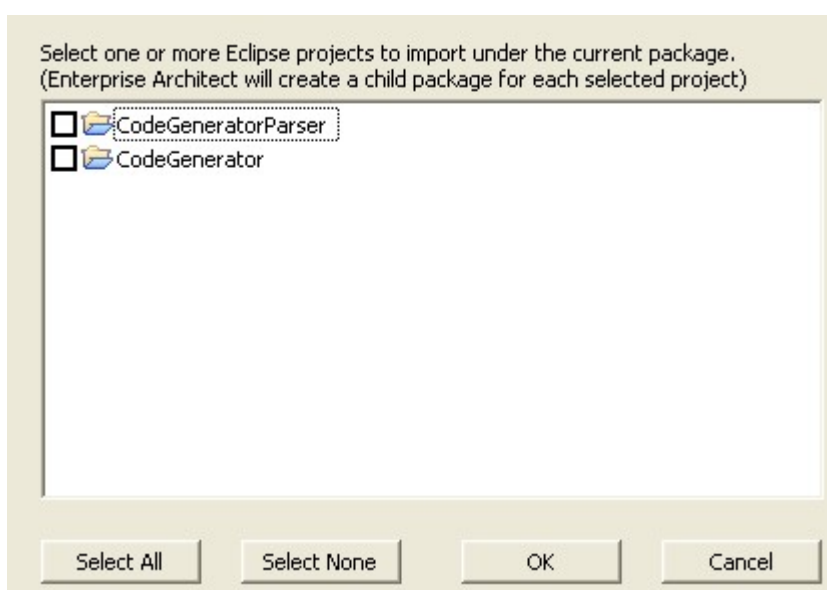 Select one or more Eclipse projects to import under the current package.
(Enterprise Architect will create a child package for each selected project)
CodeGeneratorParser
CodeGenerator
Select All Select None OK Cancel